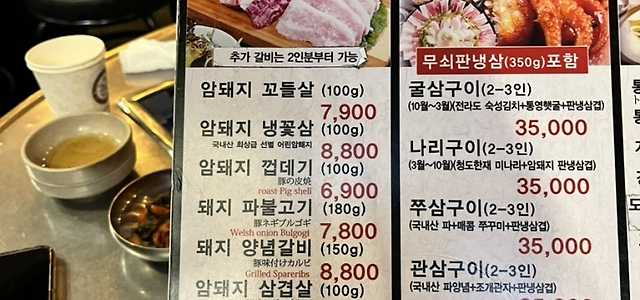 추가 갈비는 2인분부터 가능
암돼지 꼬들살 (100g)
7,900
암돼지 냉꽃삼 (100g)
국내산 최상급 선별 어린암퇘지
8,800
암돼지 껍데기 (100g)
豚の皮焼
roast Pig shell
6,900
돼지 파불고기 (180g)
豚ネギプルゴギ
Welsh onion Bulgogi
7,800
돼지 양념갈비 (150g)
豚味付けカルビ
Grilled Spareribs
8,800
암돼지 삼겹살 (100g)
무쇠판냉삼(350g)포함
굴삼구이(2-3인)
(10월~3월)(전라도 숙성김치+통영햇굴+판냉삼겹)
35,000
나리구이(2-3인)
(3월~10월)(청도한재 미나리+암돼지 판냉삼겹)
35,000
쭈삼구이(2-3인)
(국내산 파+매콤 쭈꾸미+판냉삼겹)
35,000
관삼구이(2-3인)
(국내산 파양념+조개관자+판냉삼겹)